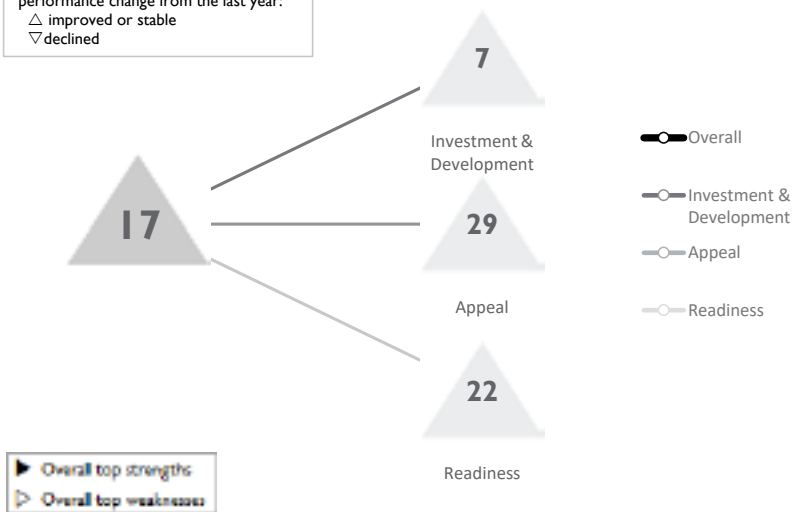 performance change from the last year:
△ improved or stable
▽ declined
7
Investment &
Development
17
29
Appeal
22
Readiness
Overall
Investment &
Development
Appeal
Readiness
▶ Overall top strengths
▷ Overall top weaknesses